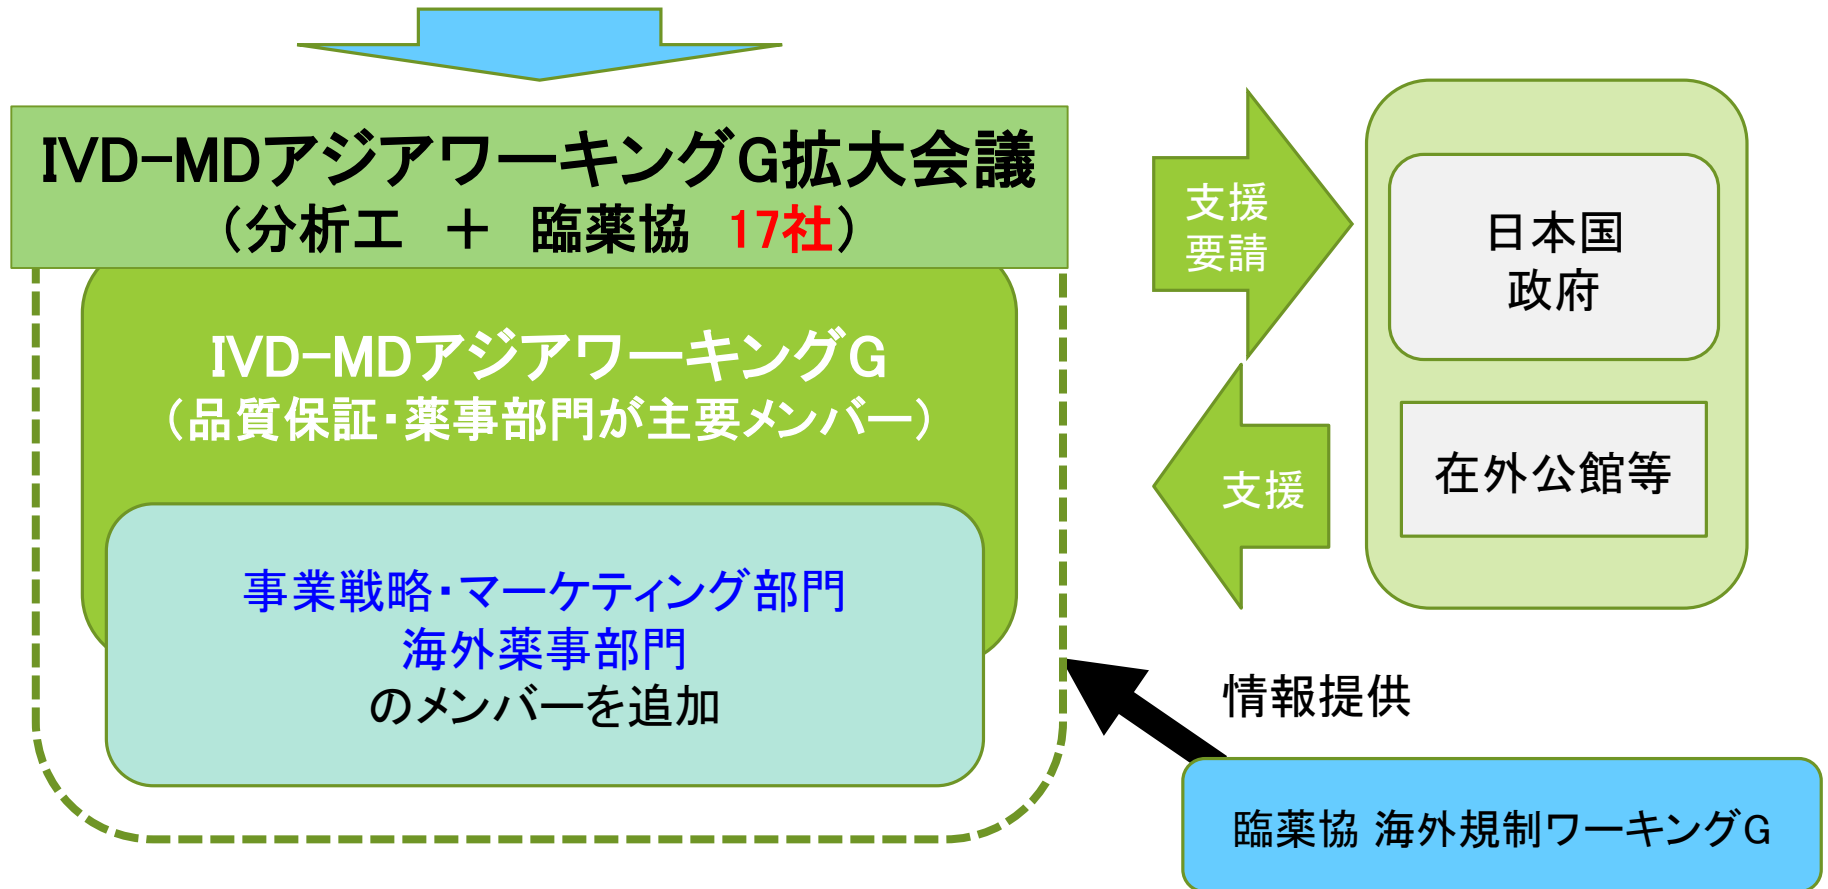 IVD-MDアジアワーキングG拡大会議
(分析工　＋　臨薬協　17社)
IVD-MDアジアワーキングG
(品質保証・薬事部門が主要メンバー)
事業戦略・マーケティング部門
海外薬事部門
のメンバーを追加
支援
要請
支援
日本国
政府
在外公館等
情報提供
臨薬協 海外規制ワーキングG